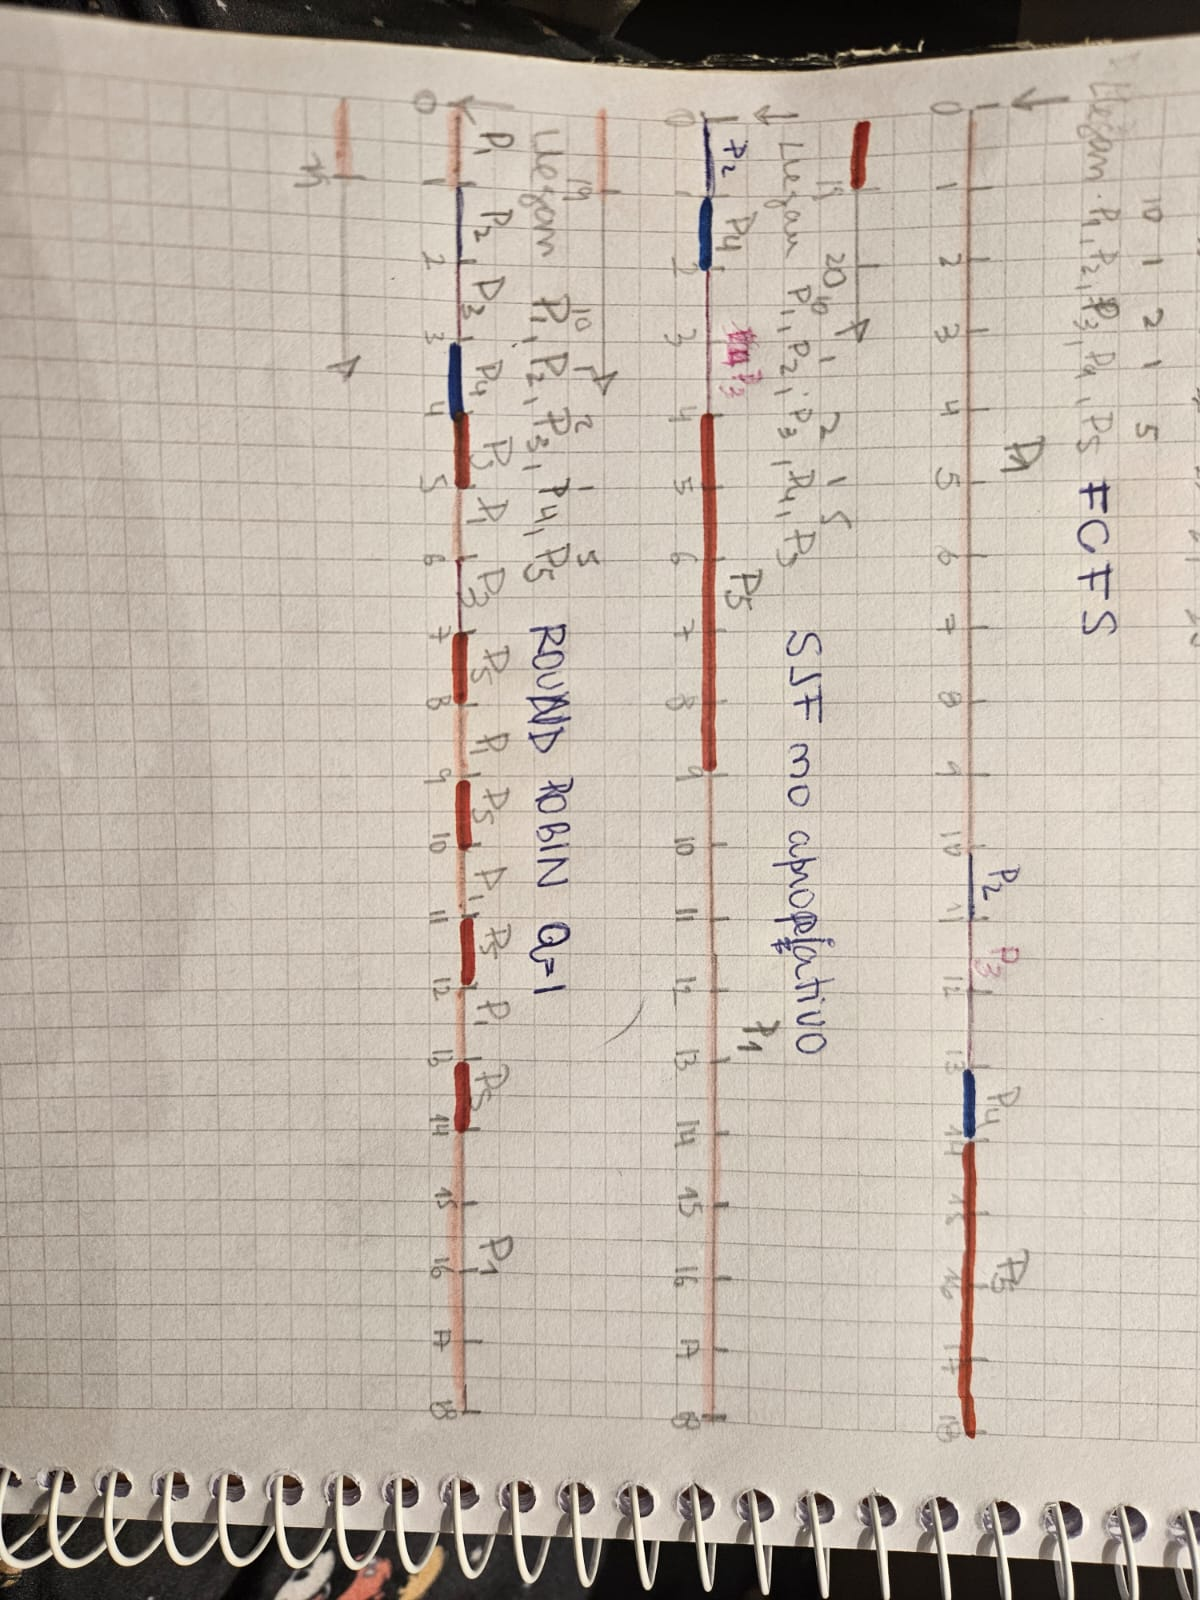 10 1 2 1 5
Llegan: P1, P2, P3, P4, P5 FCFS
P1 P2 P3 P4 P5
0 1 2 3 4 5 6 7 8 9 10 11 12 13 14 15 16 17 18
19 20
10 1 2 1 5
Llegan P1, P2, P3, P4, P5 SJF no apropiativo
P2 P4 P3 P5 P1
0 1 2 3 4 5 6 7 8 9 10 11 12 13 14 15 16 17 18
19
10 1 2 1 5
Llegan P1, P2, P3, P4, P5 ROUND ROBIN Q=1
P1 P2 P3 P4 P5 P1 P3 P5 P1 P5 P1 P5 P1 P5 P1
0 1 2 3 4 5 6 7 8 9 10 11 12 13 14 15 16 17 18